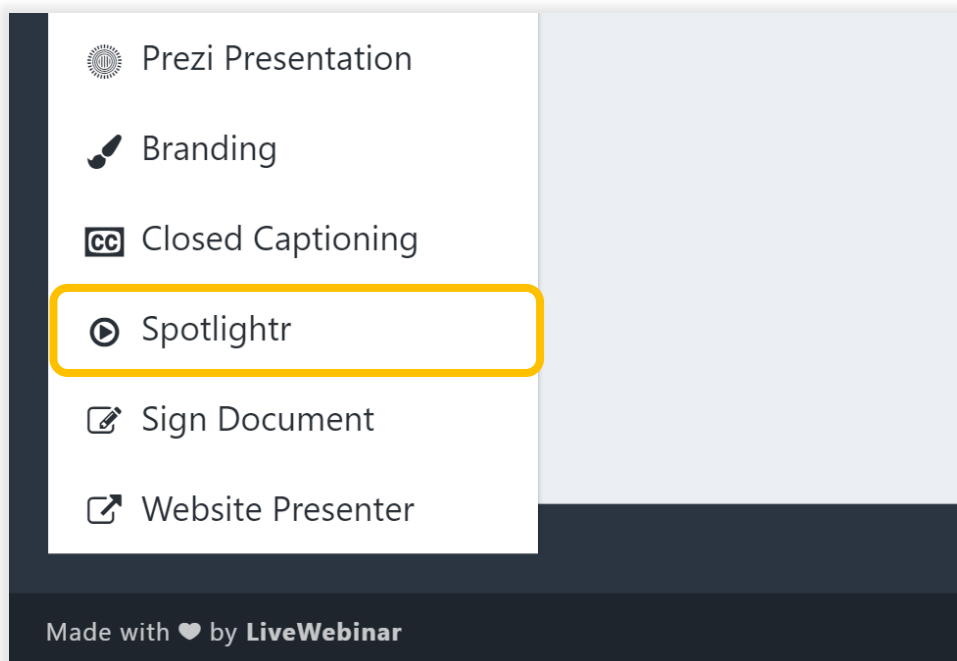 Prezi Presentation
Branding
CC Closed Captioning
Spotlightr
Sign Document
Website Presenter
Made with ♥ by LiveWebinar